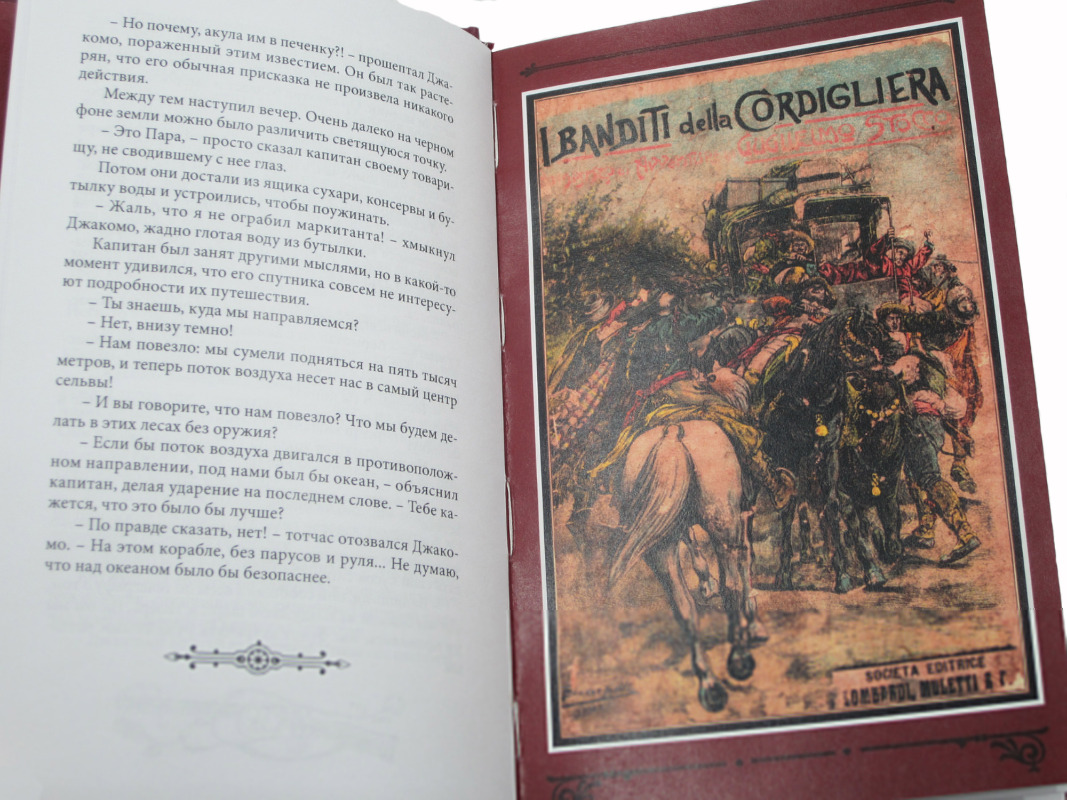 – Но почему, акула им в печенку?! – прошептал Джа-
комо, пораженный этим известием. Он был так расте-
рян, что его обычная присказка не произвела никакого
действия.
Между тем наступил вечер. Очень далеко на черном
фоне земли можно было различить светящуюся точку.
– Это Пара, – просто сказал капитан своему товари-
щу, не сводившему с нее глаз.
Потом они достали из ящика сухари, консервы и бу-
тылку воды и устроились, чтобы поужинать.
– Жаль, что я не ограбил маркитанта! – хмыкнул
Джакомо, жадно глотая воду из бутылки.
Капитан был занят другими мыслями, но в какой-то
момент удивился, что его спутника совсем не интересу-
ют подробности их путешествия.
– Ты знаешь, куда мы направляемся?
– Нет, внизу темно!
– Нам повезло: мы сумели подняться на пять тысяч
метров, и теперь поток воздуха несет нас в самый центр
сельвы!
– И вы говорите, что нам повезло? Что мы будем де-
лать в этих лесах без оружия?
– Если бы поток воздуха двигался в противополож-
ном направлении, под нами был бы океан, – объяснил
капитан, делая ударение на последнем слове. – Тебе ка-
жется, что это было бы лучше?
– По правде сказать, нет! – тотчас отозвался Джако-
мо. – На этом корабле, без парусов и руля... Не думаю,
что над океаном было бы безопаснее.
I BANDITI della CORDIGLIERA
SOCIETÀ EDITRICE